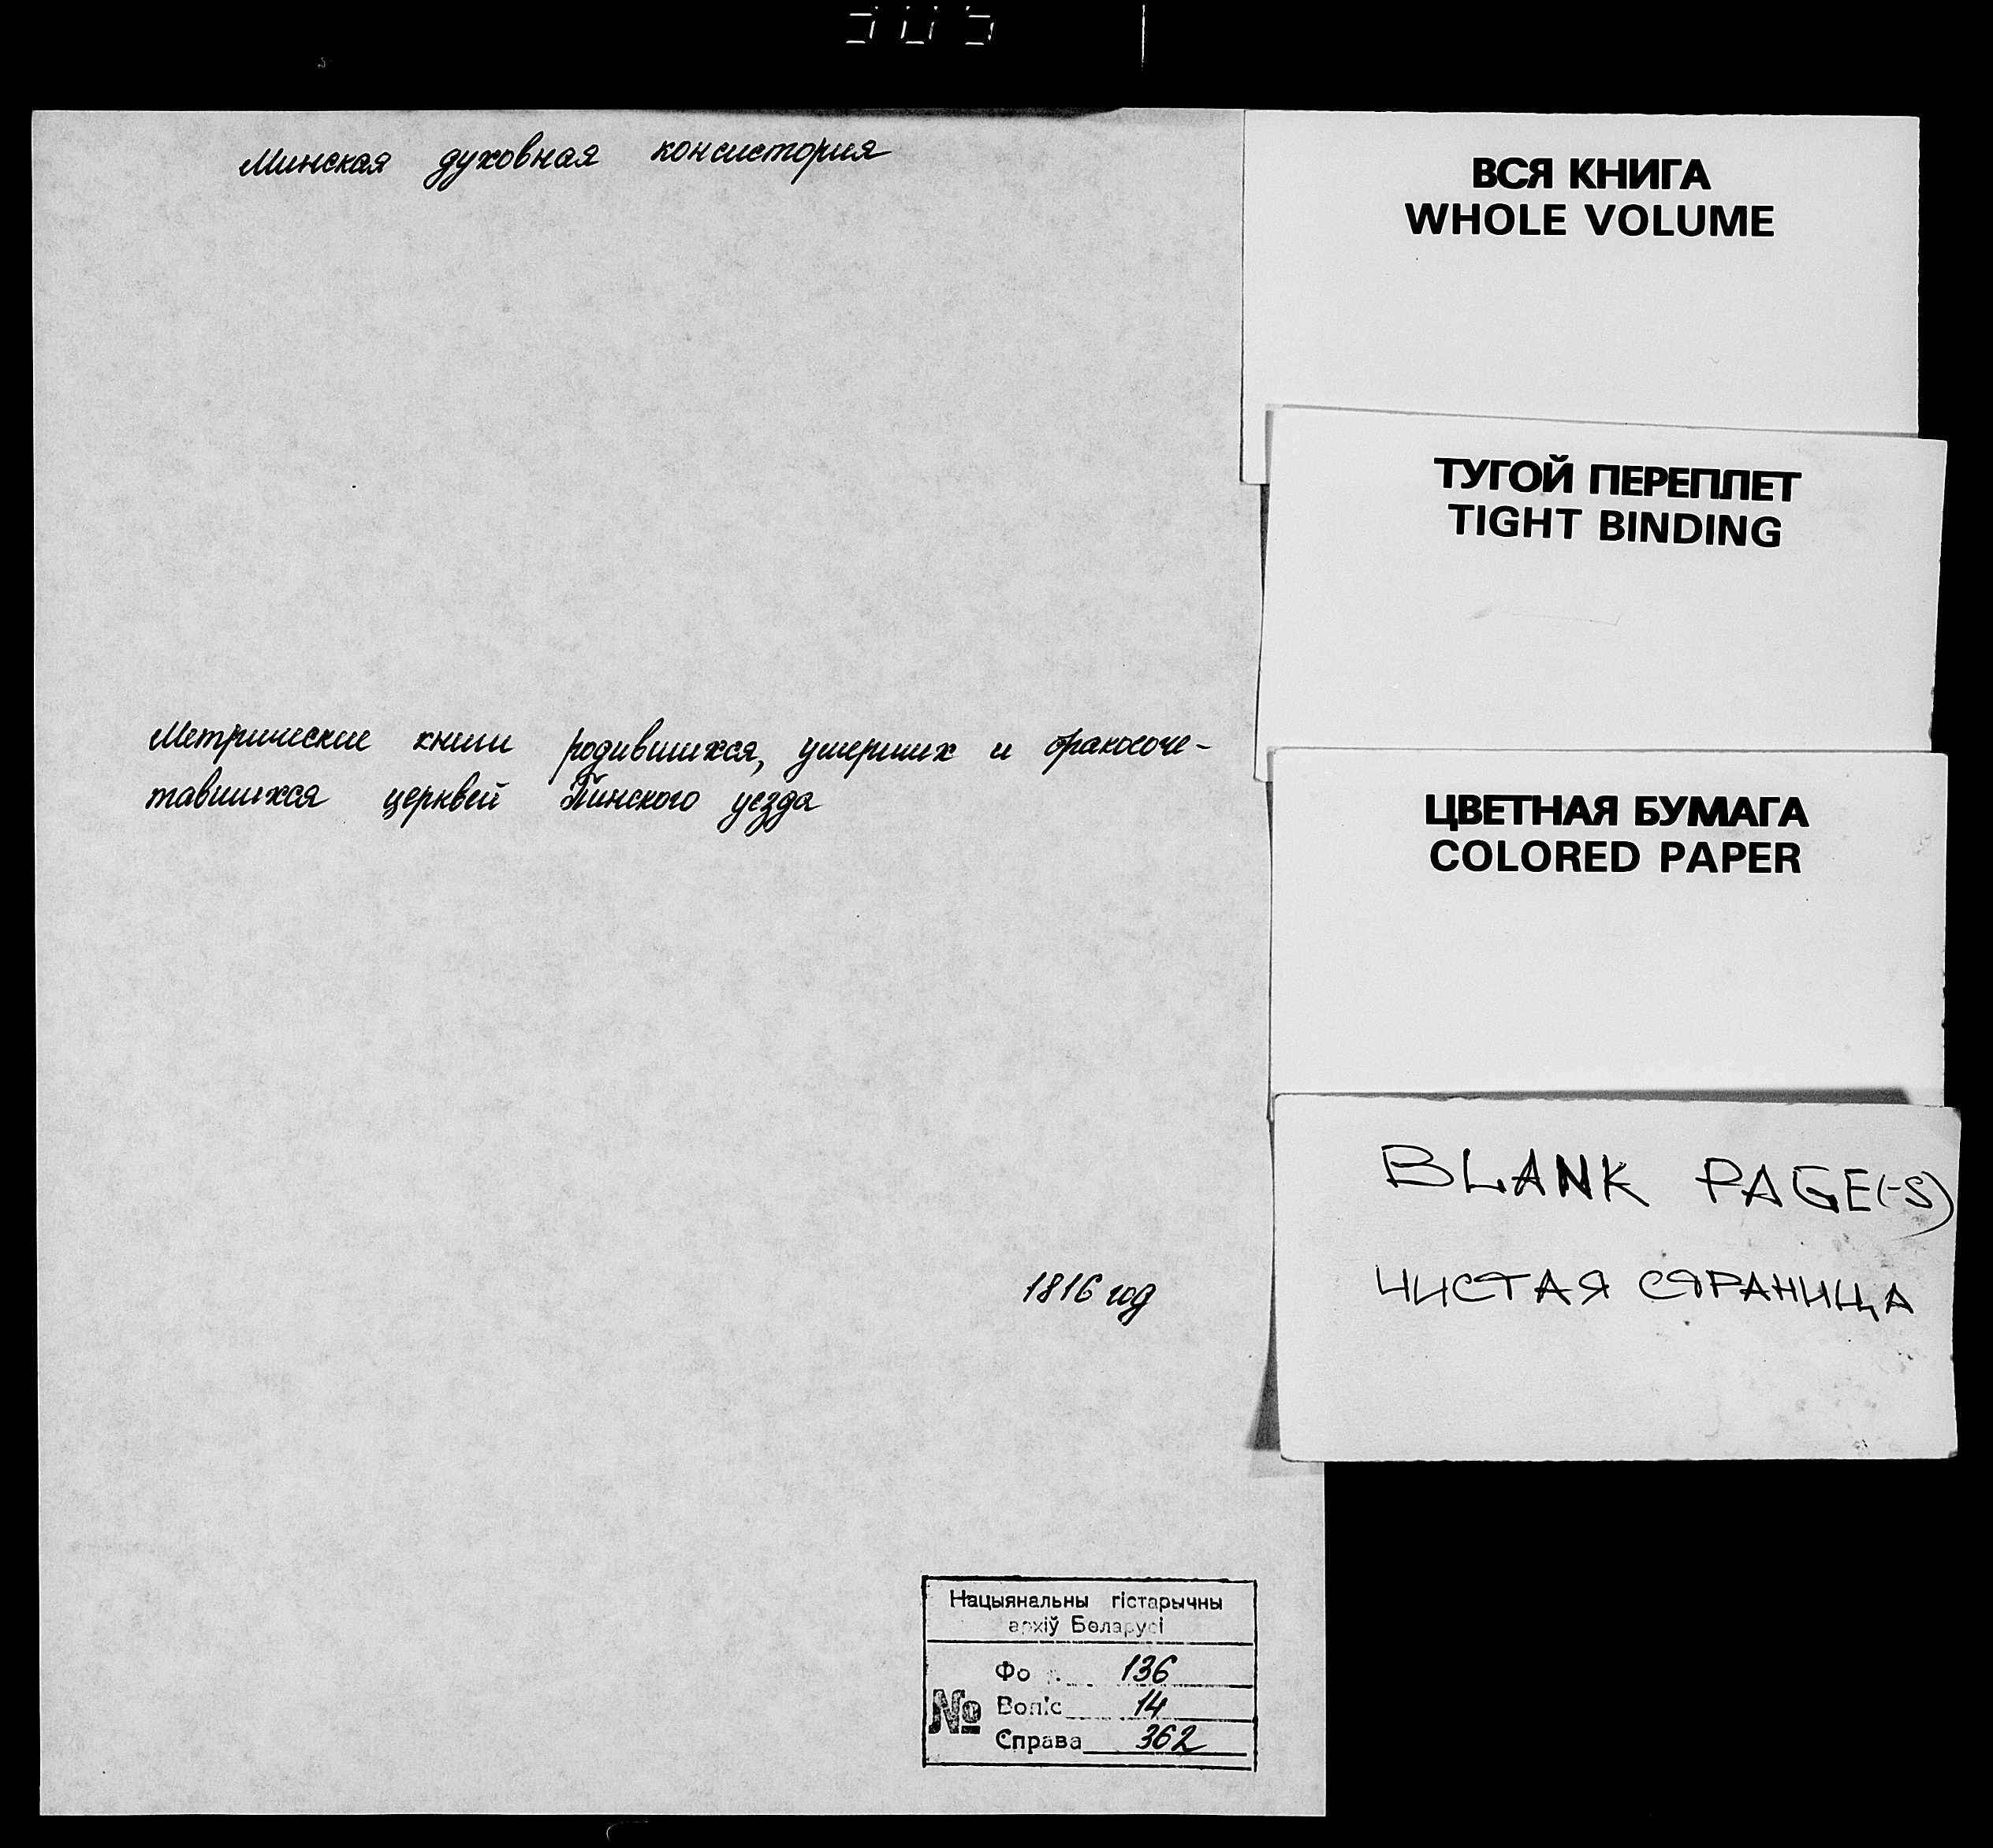 Минская духовная консистория
Метрические книги родившихся, умерших и бракосоче-
тавшихся церквей Пинского уезда
1816 год
Нацыянальны гістарычны
архіў Беларусі
136
№ Вопіс 14
Справа 362
ВСЯ КНИГА
WHOLE VOLUME
ТУГОЙ ПЕРЕПЛЕТ
TIGHT BINDING
ЦВЕТНАЯ БУМАГА
COLORED PAPER
BLANK PAGE(-S)
ЧИСТАЯ СТРАНИЦА